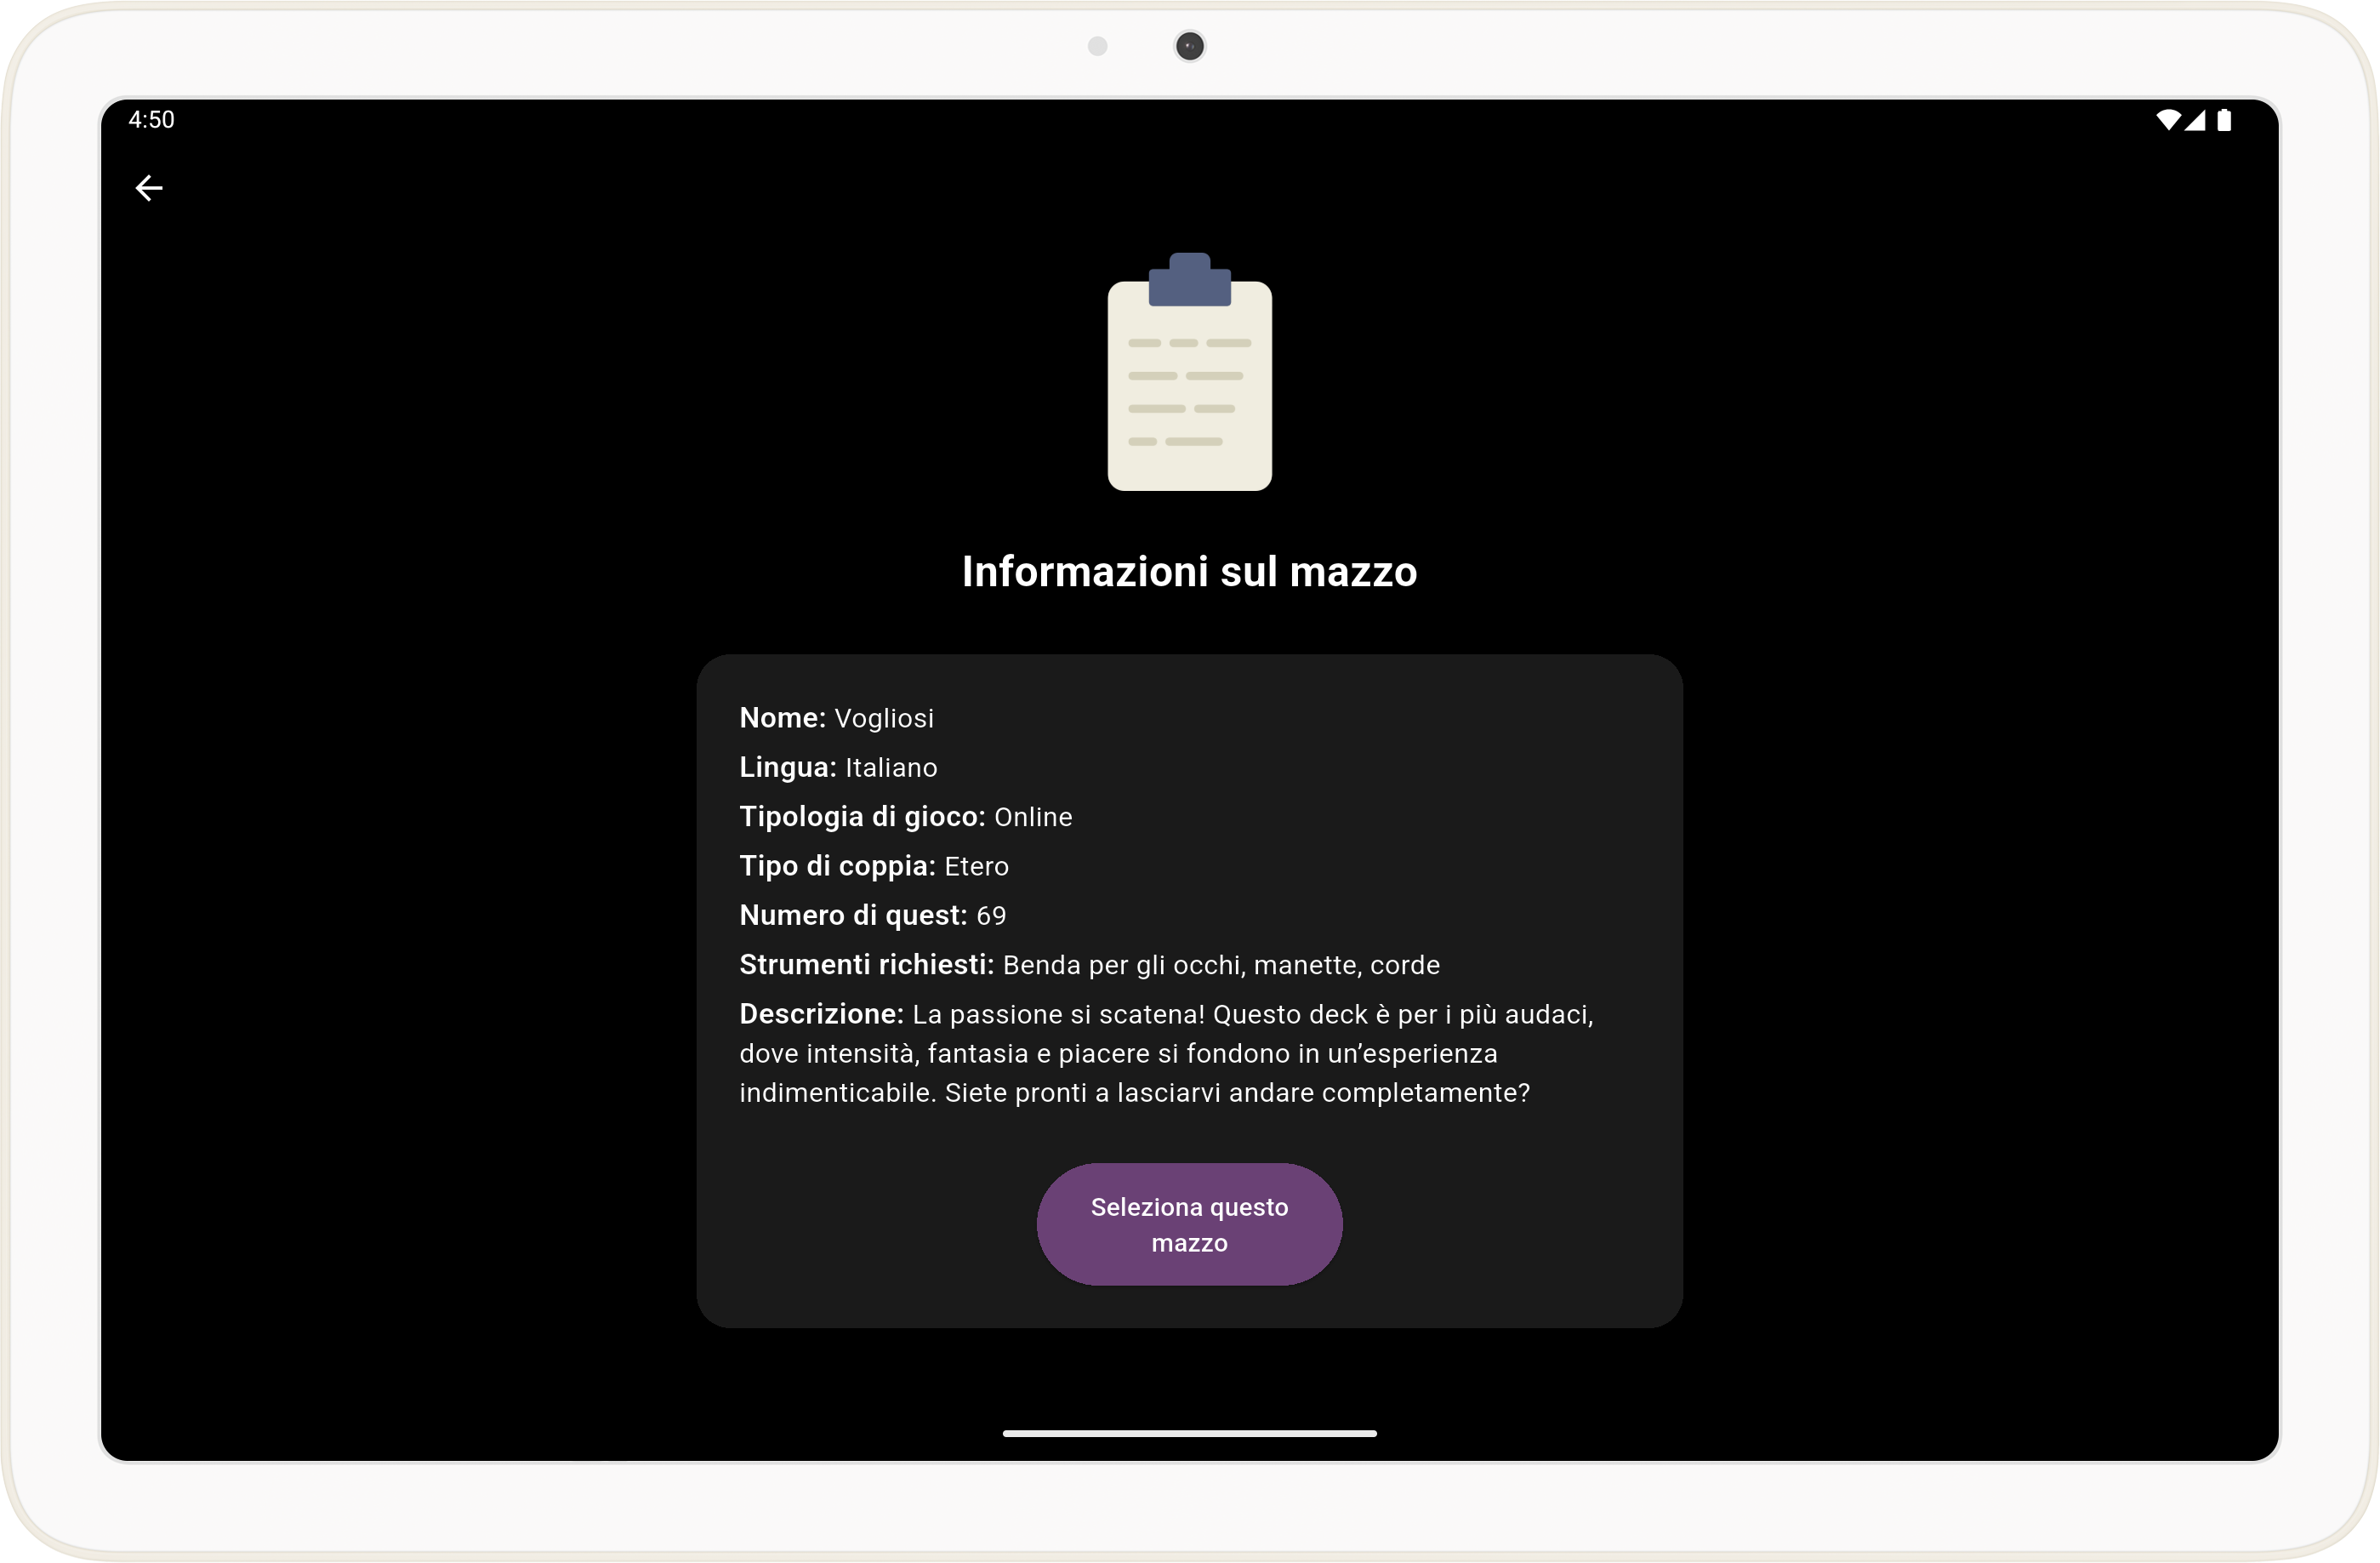 4:50
Informazioni sul mazzo
Nome: Vogliosi
Lingua: Italiano
Tipologia di gioco: Online
Tipo di coppia: Etero
Numero di quest: 69
Strumenti richiesti: Benda per gli occhi, manette, corde
Descrizione: La passione si scatena! Questo deck è per i più audaci,
dove intensità, fantasia e piacere si fondono in un’esperienza
indimenticabile. Siete pronti a lasciarvi andare completamente?
Seleziona questo
mazzo